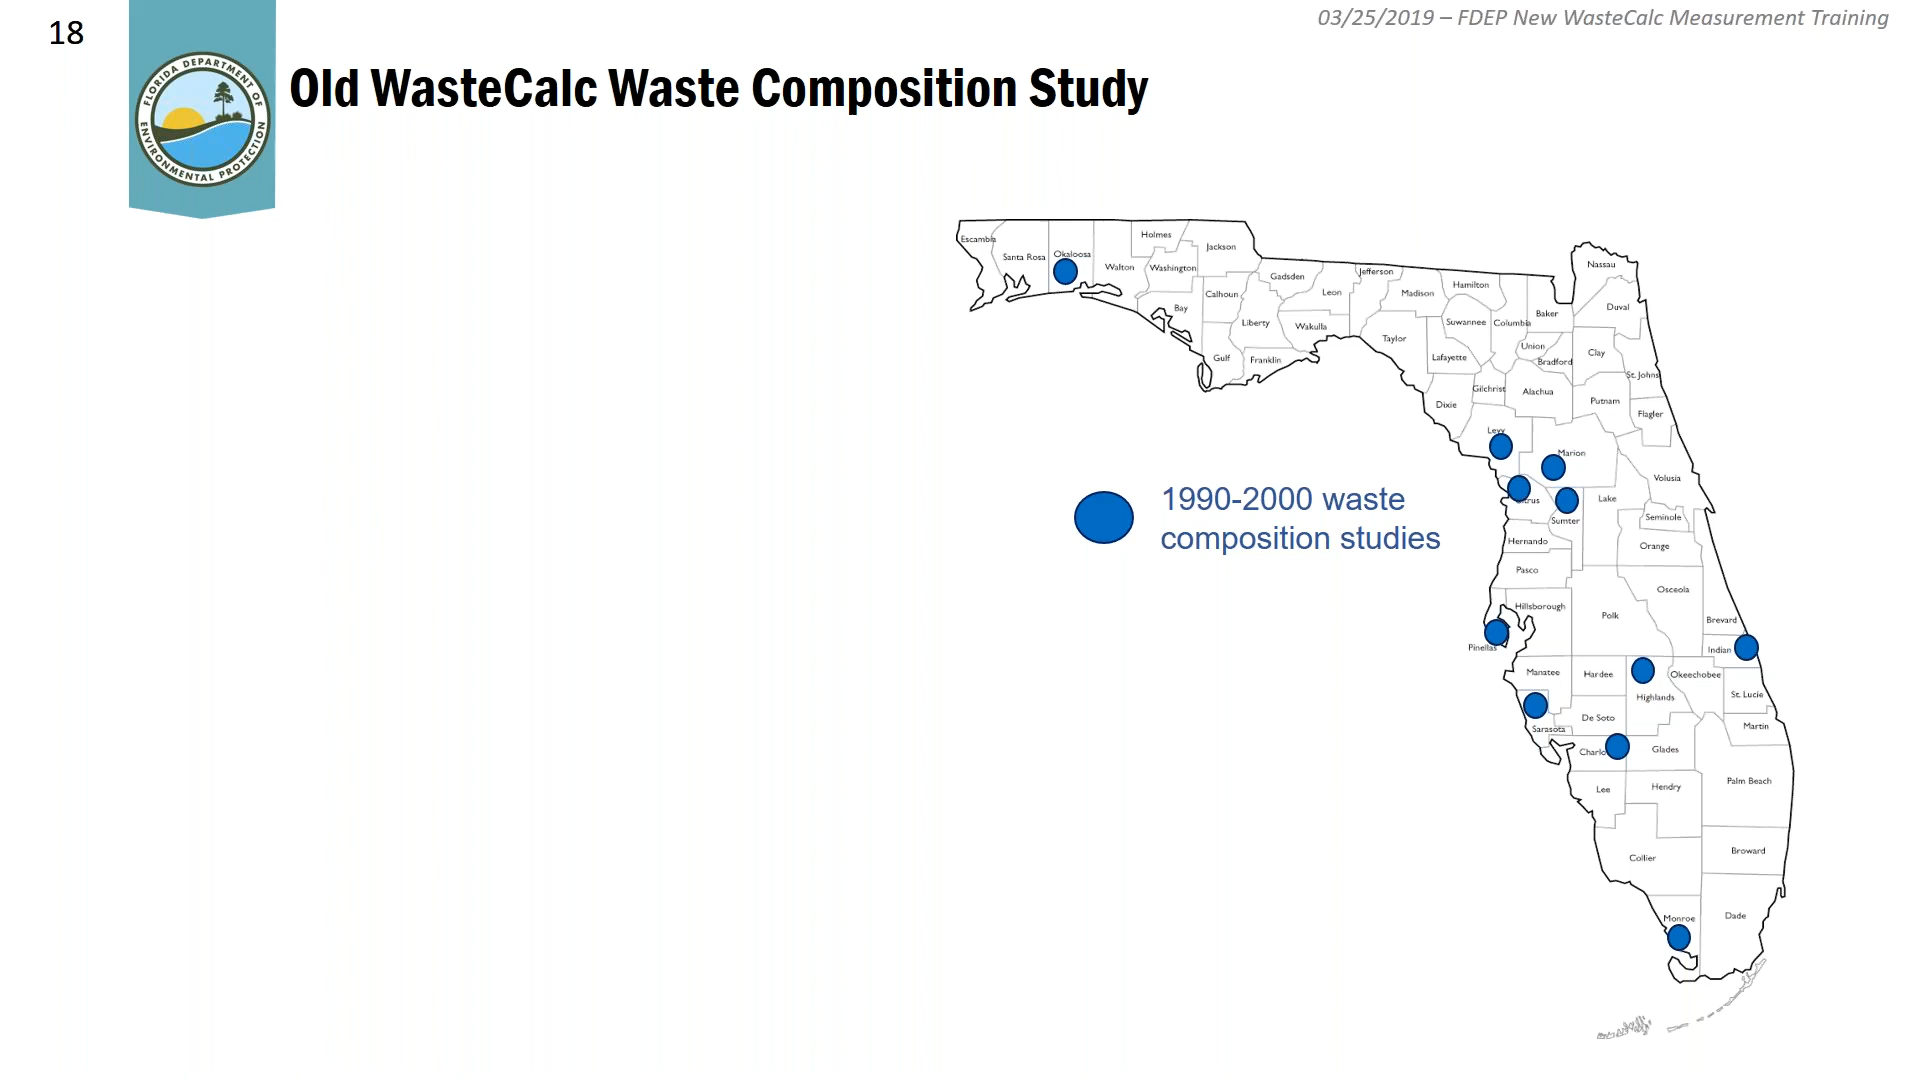 18
03/25/2019 – FDEP New WasteCalc Measurement Training
FLORIDA DEPARTMENT OF
ENVIRONMENTAL PROTECTION
Old WasteCalc Waste Composition Study
1990-2000 waste
composition studies
Escambia
Santa Rosa
Okaloosa
Walton
Holmes
Washington
Jackson
Bay
Calhoun
Gulf
Liberty
Gadsden
Franklin
Leon
Wakulla
Jefferson
Madison
Taylor
Hamilton
Suwannee
Lafayette
Dixie
Columbia
Gilchrist
Levy
Baker
Union
Bradford
Alachua
Marion
Nassau
Duval
Clay
St. Johns
Putnam
Flagler
Volusia
trus
Sumter
Lake
Seminole
Orange
Hernando
Pasco
Hillsborough
Pinellas
Polk
Osceola
Brevard
Indian
Manatee
Hardee
Highlands
Okeechobee
St. Lucie
Sarasota
De Soto
Martin
Charlo
Glades
Lee
Hendry
Palm Beach
Collier
Broward
Monroe
Dade